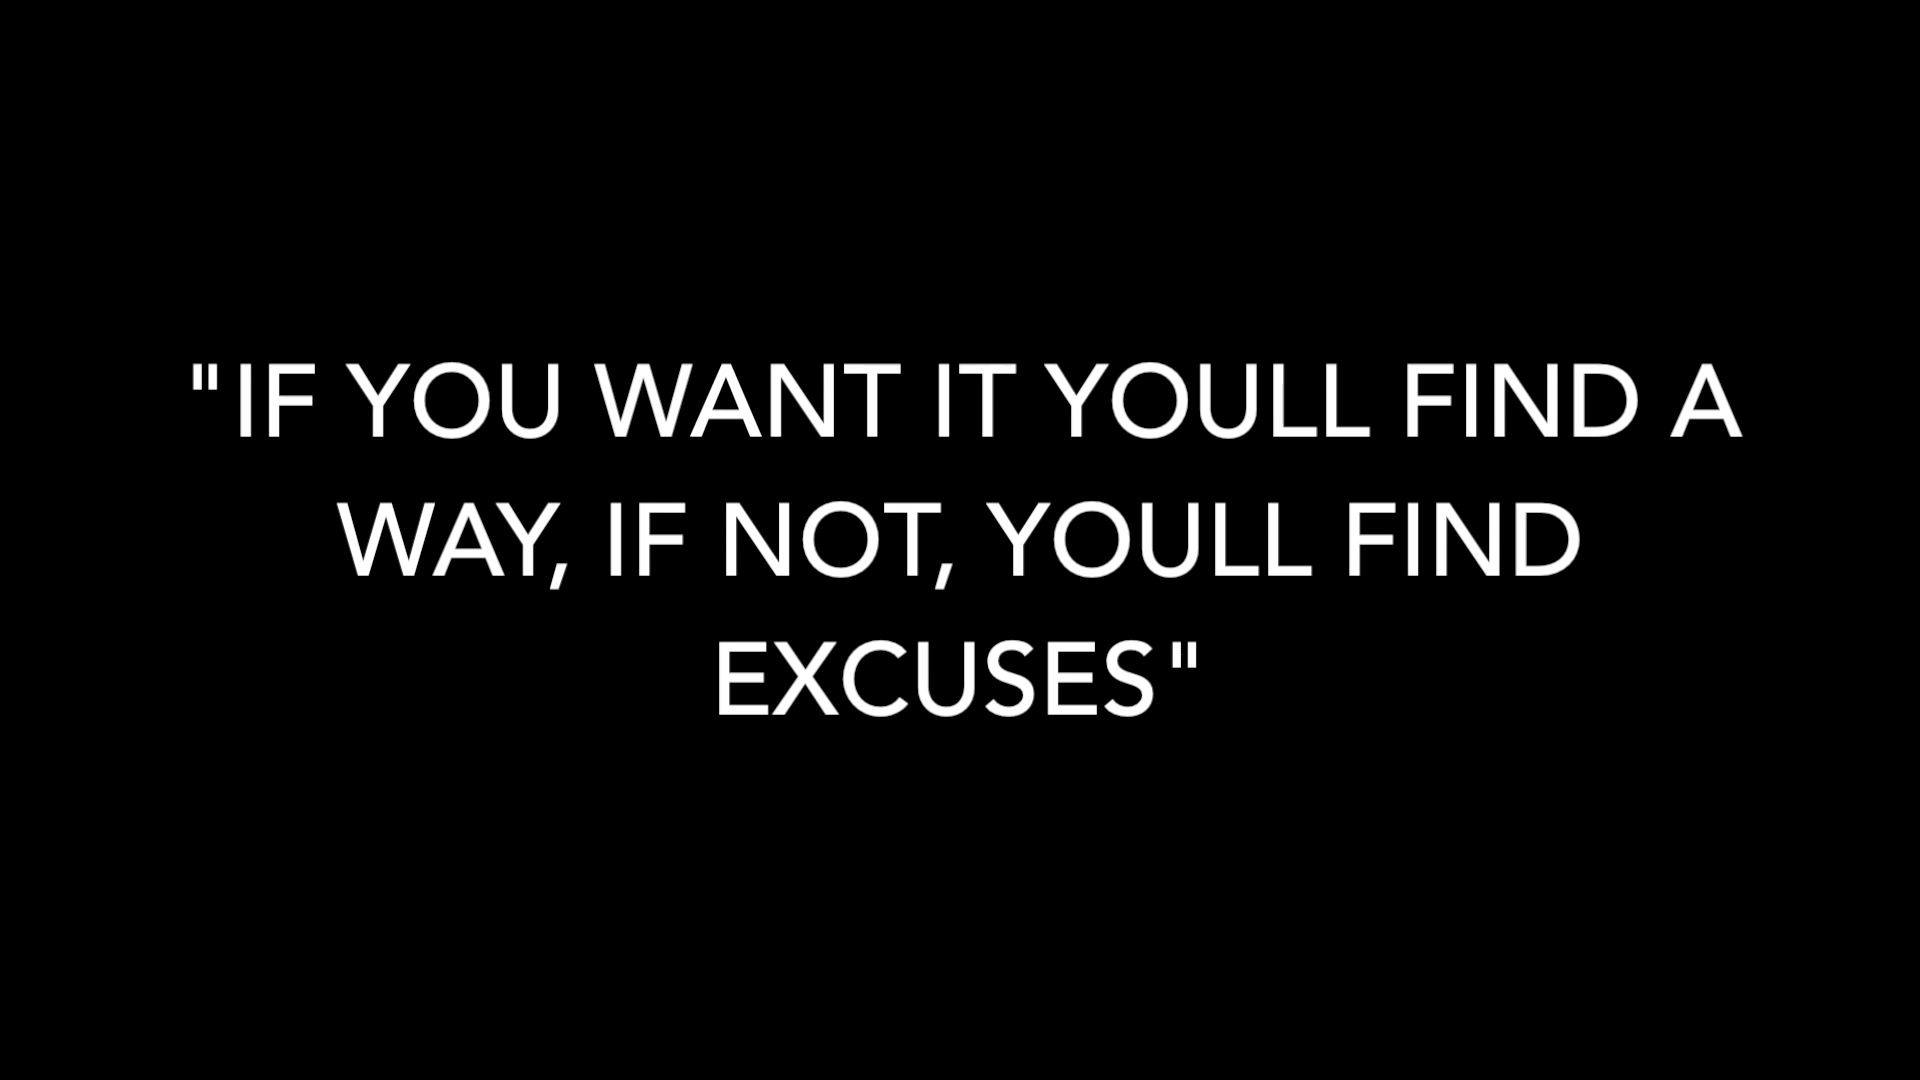 "IF YOU WANT IT YOULL FIND A
WAY, IF NOT, YOULL FIND
EXCUSES"